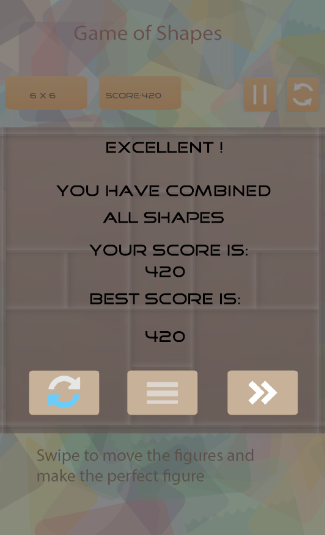 Game of Shapes
6 X 6
SCORE:420
EXCELLENT !
YOU HAVE COMBINED
ALL SHAPES
YOUR SCORE IS:
420
BEST SCORE IS:
420
Swipe to move the figures and
make the perfect figure